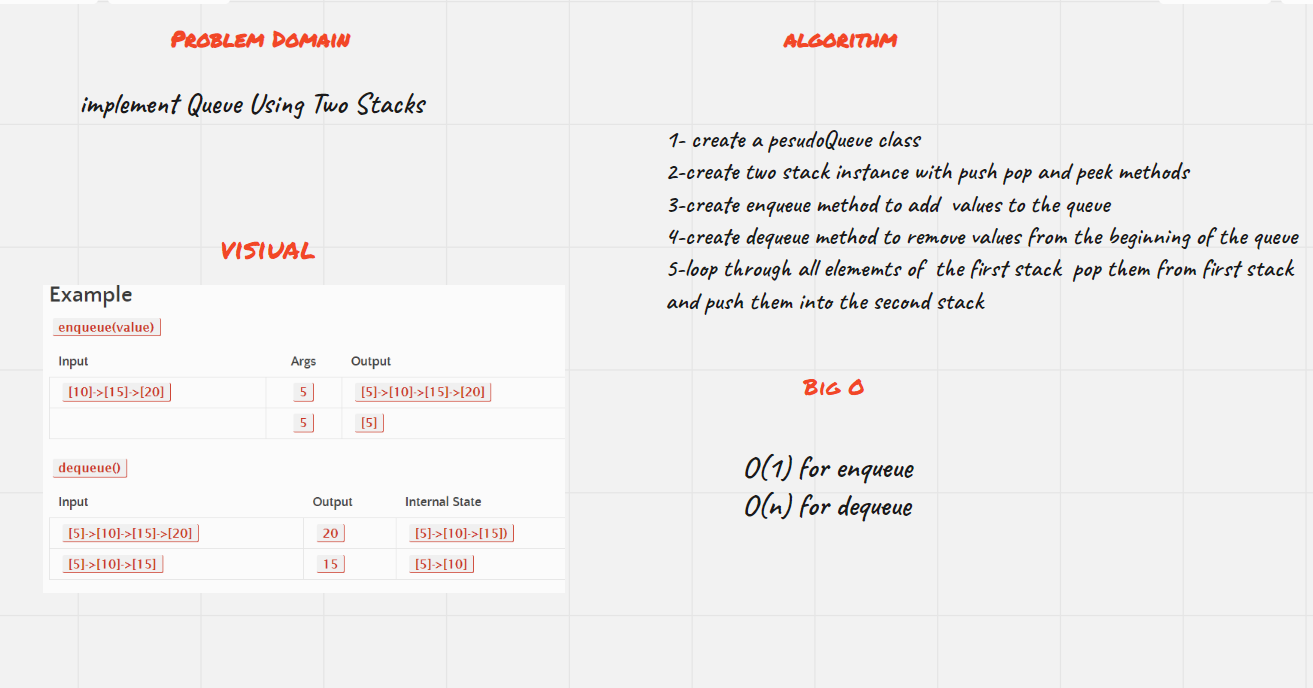 PROBLEM DOMAIN
implement Queue Using Two Stacks
VISIUAL
Example
enqueue(value)
Input Args Output
[10]->[15]->[20] 5 [5]->[10]->[15]->[20]
5 [5]
dequeue()
Input Output Internal State
[5]->[10]->[15]->[20] 20 [5]->[10]->[15])
[5]->[10]->[15] 15 [5]->[10]
ALGORITHM
1- create a pesudoQueue class
2-create two stack instance with push pop and peek methods
3-create enqueue method to add values to the queue
4-create dequeue method to remove values from the beginning of the queue
5-loop through all elememts of the first stack pop them from first stack
and push them into the second stack
BIG O
O(1) for enqueue
O(n) for dequeue